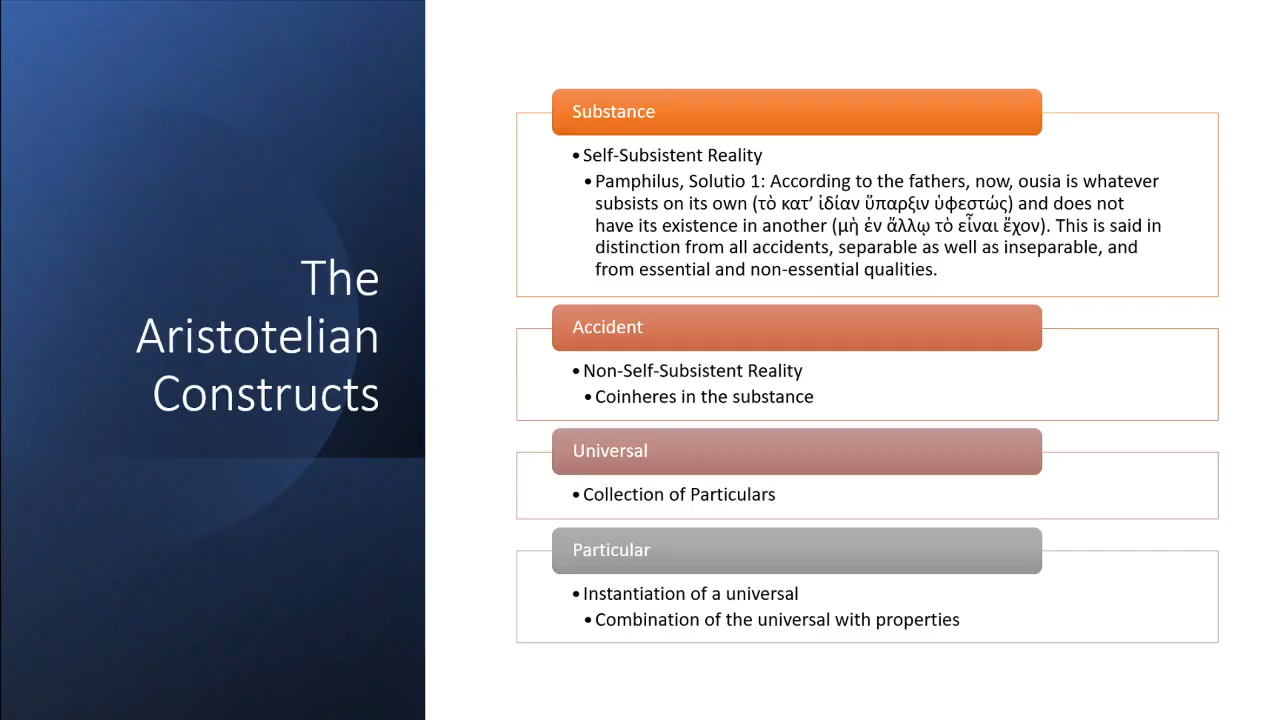 The
Aristotelian
Constructs
Substance
•Self-Subsistent Reality
•Pamphilus, Solutio 1: According to the fathers, now, ousia is whatever
subsists on its own (τὸ κατ’ ἰδίαν ὕπαρξιν ὑφεστώς) and does not
have its existence in another (μὴ ἐν ἄλλῳ τὸ εἶναι ἔχον). This is said in
distinction from all accidents, separable as well as inseparable, and
from essential and non-essential qualities.
Accident
•Non-Self-Subsistent Reality
•Coinheres in the substance
Universal
•Collection of Particulars
Particular
•Instantiation of a universal
•Combination of the universal with properties